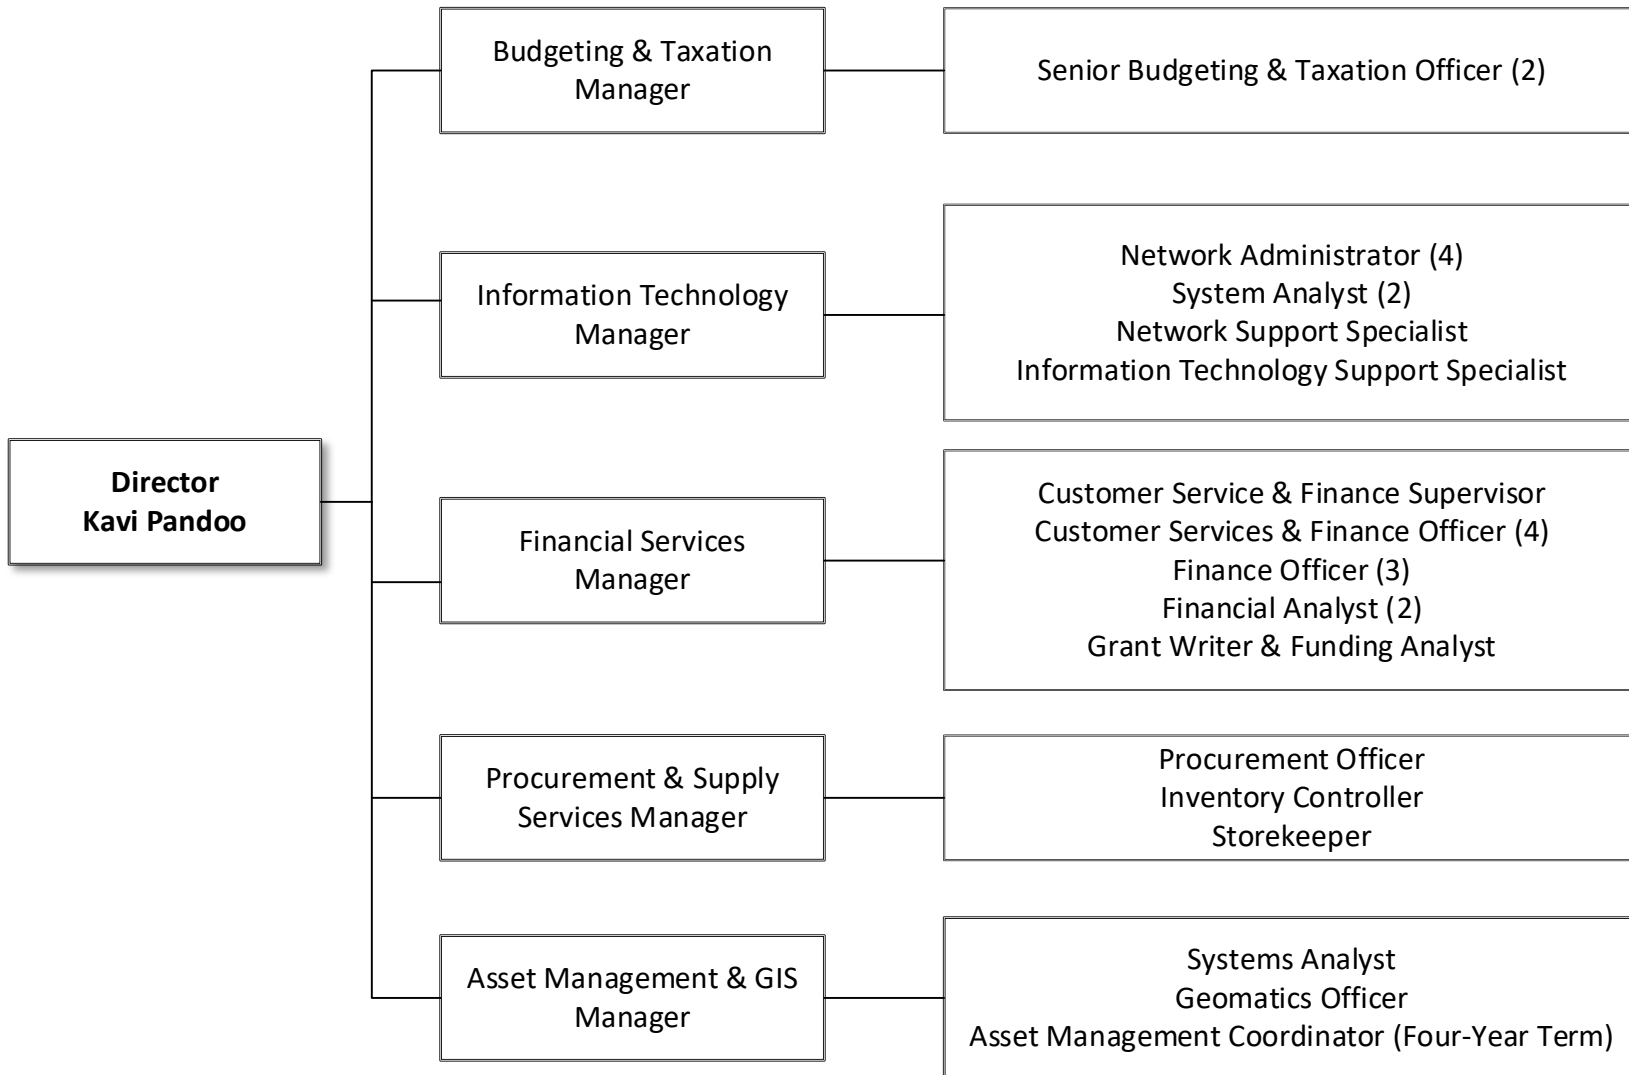 Budgeting & Taxation
Manager
Senior Budgeting & Taxation Officer (2)
Information Technology
Manager
Network Administrator (4)
System Analyst (2)
Network Support Specialist
Information Technology Support Specialist
Director
Kavi Pandoo
Financial Services
Manager
Customer Service & Finance Supervisor
Customer Services & Finance Officer (4)
Finance Officer (3)
Financial Analyst (2)
Grant Writer & Funding Analyst
Procurement & Supply
Services Manager
Procurement Officer
Inventory Controller
Storekeeper
Asset Management & GIS
Manager
Systems Analyst
Geomatics Officer
Asset Management Coordinator (Four-Year Term)